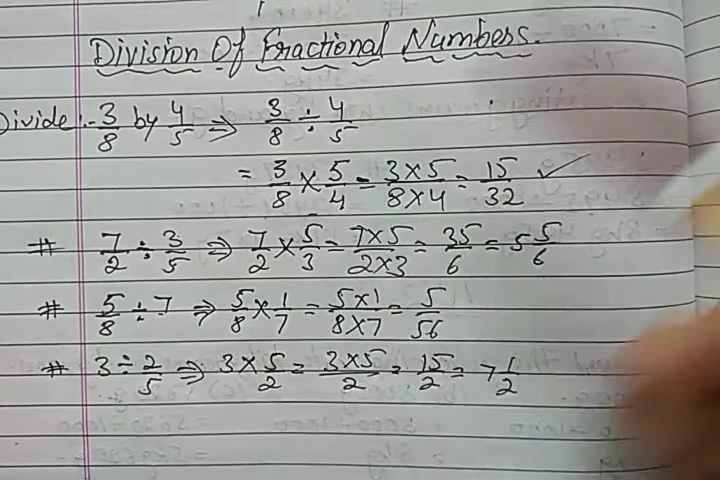 Division Of Fractional Numbers.
Divide:- 3/8 by 4/5 ⇒ 3/8 ÷ 4/5
= 3/8 × 5/4 = 3×5/8×4 = 15/32 ✓
# 7/2 ÷ 3/5 ⇒ 7/2 × 5/3 = 7×5/2×3 = 35/6 = 5 5/6
# 5/8 ÷ 7 ⇒ 5/8 × 1/7 = 5×1/8×7 = 5/56
# 3 ÷ 2/5 ⇒ 3 × 5/2 = 3×5/2 = 15/2 = 7 1/2